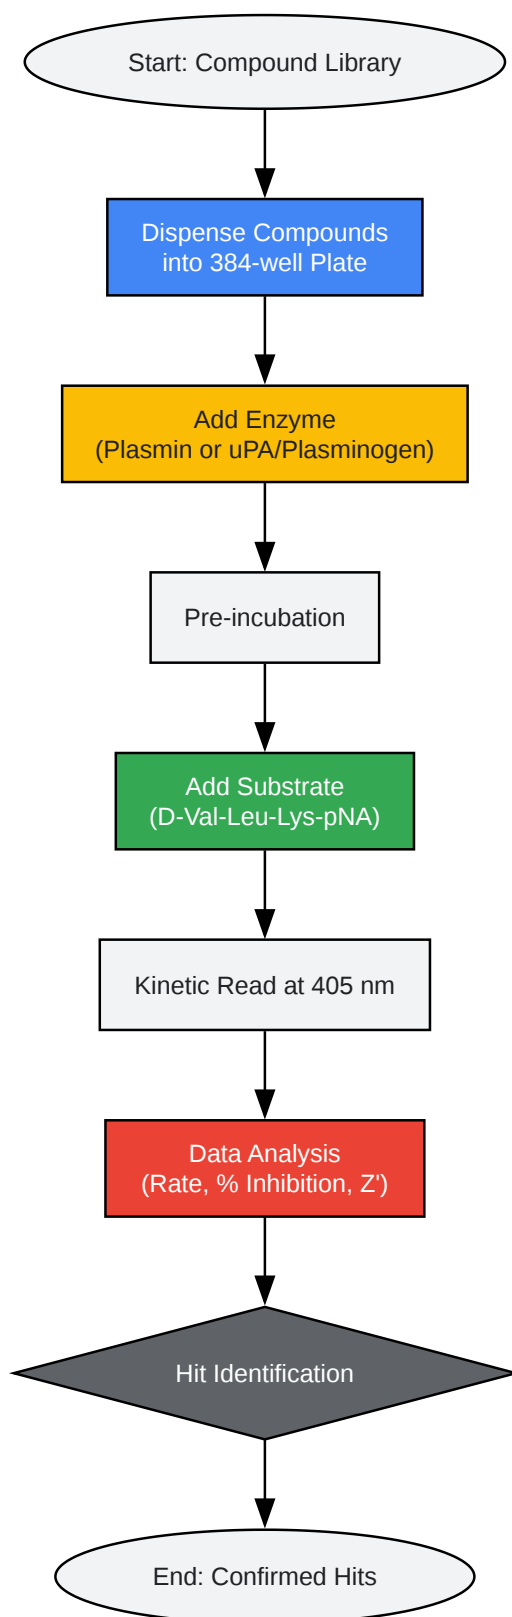 Start: Compound Library
Dispense Compounds
into 384-well Plate
Add Enzyme
(Plasmin or uPA/Plasminogen)
Pre-incubation
Add Substrate
(D-Val-Leu-Lys-pNA)
Kinetic Read at 405 nm
Data Analysis
(Rate, % Inhibition, Z')
Hit Identification
End: Confirmed Hits